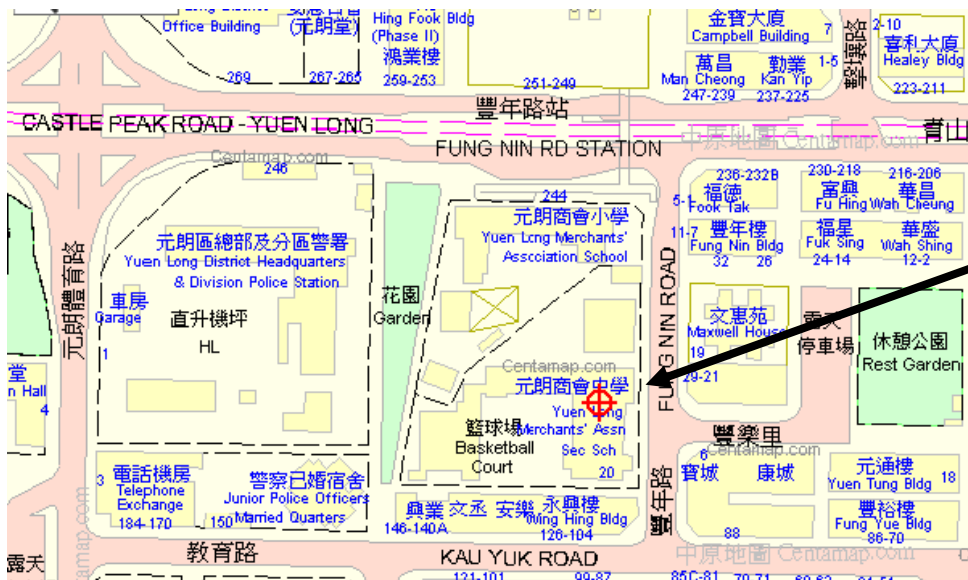 Office Building
(元朗堂)
Hing Fook Bldg
(Phase II)
鴻業樓
269
267-265
259-253
251-249
金寶大廈
Campbell Building
7
萬昌
Man Cheong
247-239
勤業
Kan Yip
1-5
237-225
擊壤路
2-10
喜利大廈
Healey Bldg
223-211
豐年路站
CASTLE PEAK ROAD - YUEN LONG
FUNG NIN RD STATION
中原地圖 Centamap.com
青山
Centamap.com
246
244
元朗商會小學
Yuen Long Merchants'
Association School
元朗區總部及分區警署
Yuen Long District Headquarters
& Division Police Station
車房
Garage
1
直升機坪
HL
元朗體育路
花園
Garden
236-232B
5-1
福德
Fook Tak
11-7
豐年樓
Fung Nin Bldg
32
26
230-218
富興
Fu Hing
216-206
華昌
Wah Cheung
福星
Fuk Sing
24-14
華盛
Wah Shing
12-2
FUNG NIN ROAD
文惠苑
Maxwell House
19
29-21
露天
停車場
休憩公園
Rest Garden
堂
n Hall
4
Centamap.com
元朗商會中學
Yuen Long
Merchants' Assn
Sec Sch
20
籃球場
Basketball
Court
豐樂里
Centamap.com
6
寶城
康城
88
元通樓
Yuen Tung Bldg
18
豐裕樓
Fung Yue Bldg
86-70
豐年路
3
電話機房
Telephone
Exchange
184-170
警察已婚宿舍
Junior Police Officers
Married Quarters
150
興業
文丞
安樂
永興樓
Wing Hing Bldg
146-140A
126-104
露天
教育路
KAU YUK ROAD
中原地圖 Centamap.com
121-101
99-87
85C-81